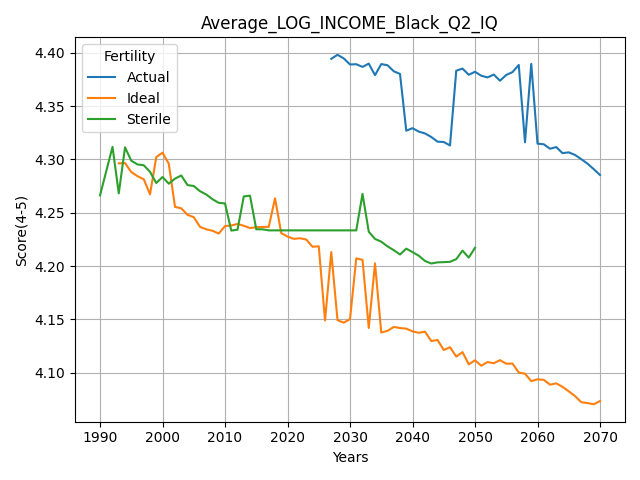 Average_LOG_INCOME_Black_Q2_IQ
Fertility
Actual
Ideal
Sterile
Score(4-5)
4.40
4.35
4.30
4.25
4.20
4.15
4.10
1990 2000 2010 2020 2030 2040 2050 2060 2070
Years